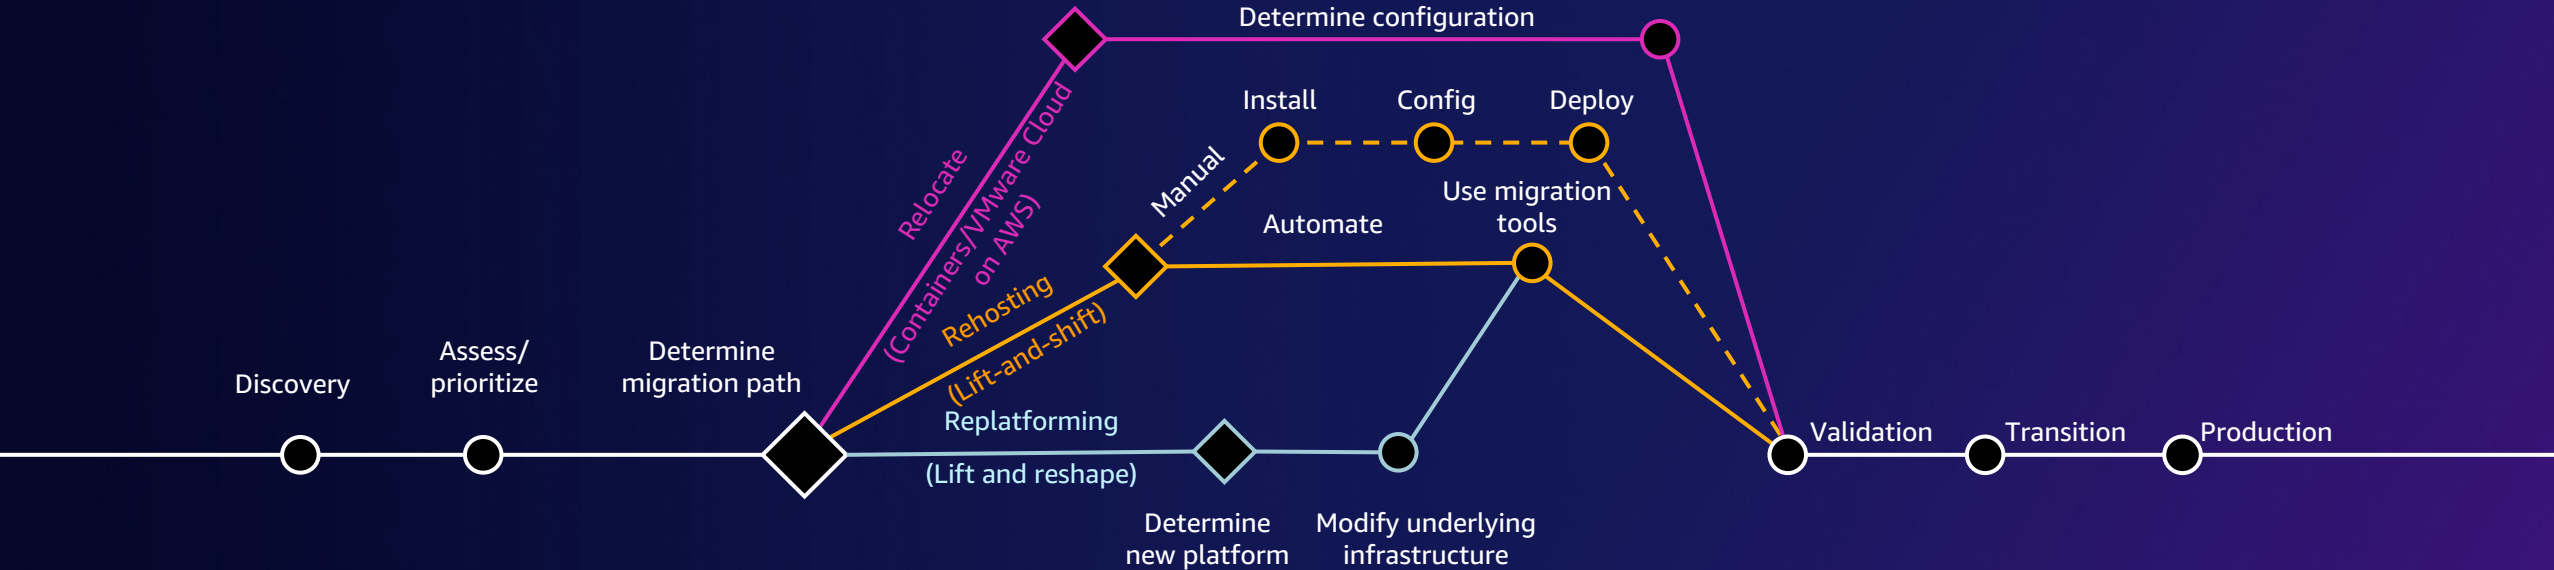 Determine configuration
Install
Config
Deploy
Manual
Use migration
tools
Automate
Relocate
(Containers/VMware Cloud
on AWS)
Rehosting
(Lift-and-shift)
Discovery
Assess/
prioritize
Determine
migration path
Replatforming
(Lift and reshape)
Determine
new platform
Modify underlying
infrastructure
Validation
Transition
Production